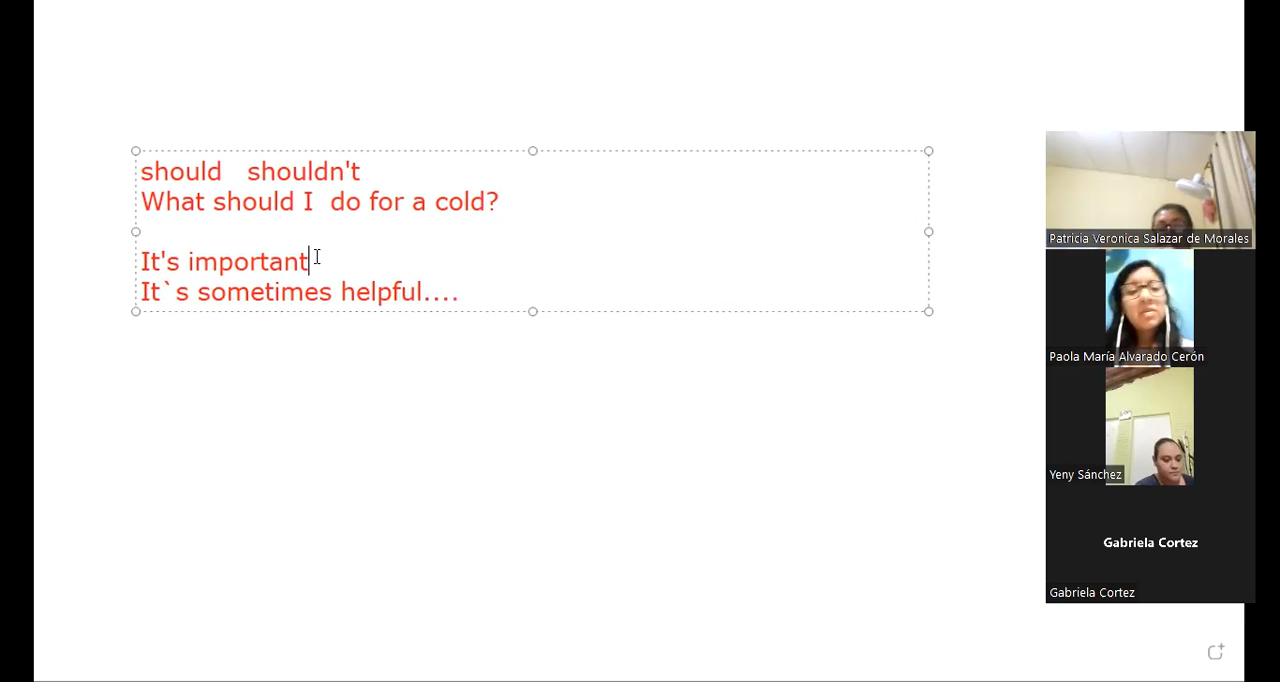 should shouldn't
What should I do for a cold?
It's important
It`s sometimes helpful....
Patricia Veronica Salazar de Morales
Paola María Alvarado Cerón
Yeny Sánchez
Gabriela Cortez
Gabriela Cortez